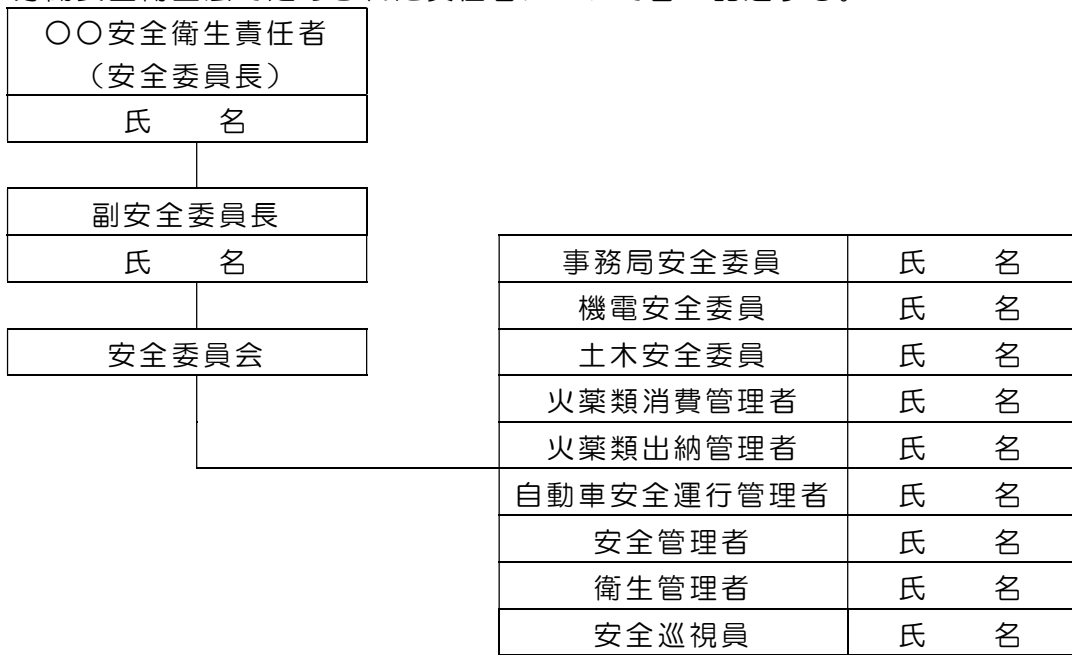 〇〇安全衛生責任者
（安全委員長）
氏　　名
副安全委員長
氏　　名
安全委員会
事務局安全委員　氏　　名
機電安全委員　氏　　名
土木安全委員　氏　　名
火薬類消費管理者　氏　　名
火薬類出納管理者　氏　　名
自動車安全運行管理者　氏　　名
安全管理者　氏　　名
衛生管理者　氏　　名
安全巡視員　氏　　名